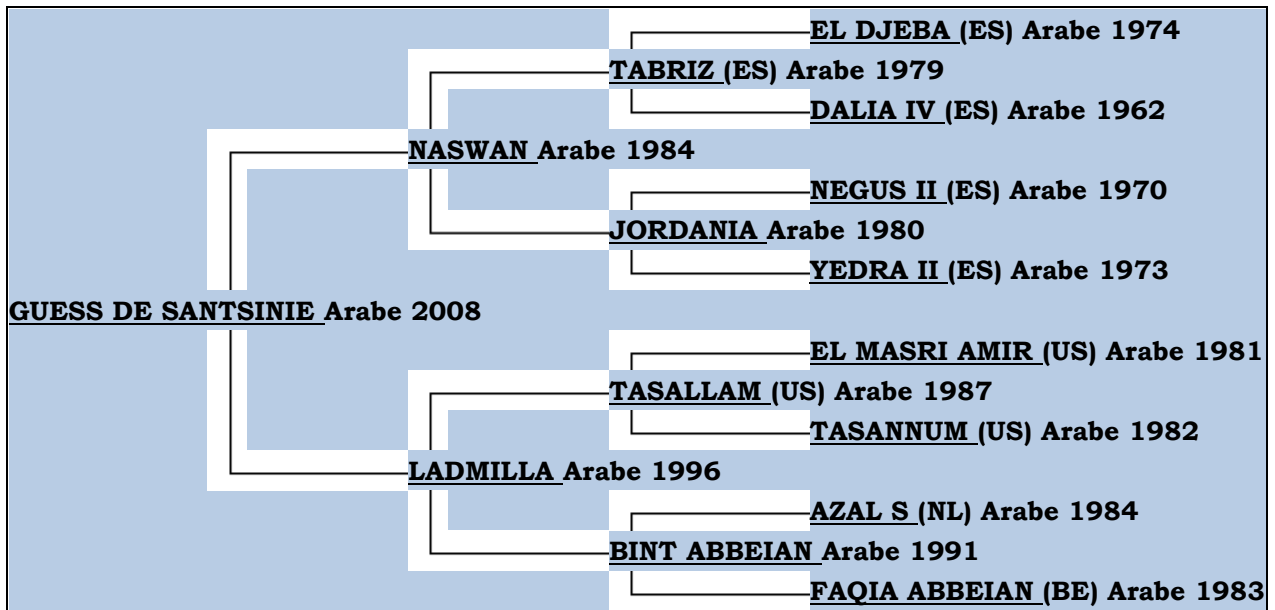 EL DJEBA (ES) Arabe 1974
TABRIZ (ES) Arabe 1979
DALIA IV (ES) Arabe 1962
NASWAN Arabe 1984
NEGUS II (ES) Arabe 1970
JORDANIA Arabe 1980
YEDRA II (ES) Arabe 1973
GUESS DE SANTSINIE Arabe 2008
EL MASRI AMIR (US) Arabe 1981
TASALLAM (US) Arabe 1987
TASANNUM (US) Arabe 1982
LADMILLA Arabe 1996
AZAL S (NL) Arabe 1984
BINT ABBEIAN Arabe 1991
FAQIA ABBEIAN (BE) Arabe 1983